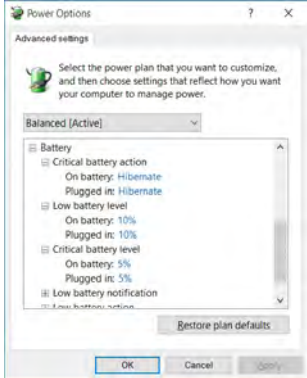 Power Options
Advanced settings
Select the power plan that you want to customize,
and then choose settings that reflect how you want
your computer to manage power.
Balanced [Active]
Battery
Critical battery action
On battery: Hibernate
Plugged in: Hibernate
Low battery level
On battery: 10%
Plugged in: 10%
Critical battery level
On battery: 5%
Plugged in: 5%
Low battery notification
Low battery action
Restore plan defaults
OK Cancel Apply